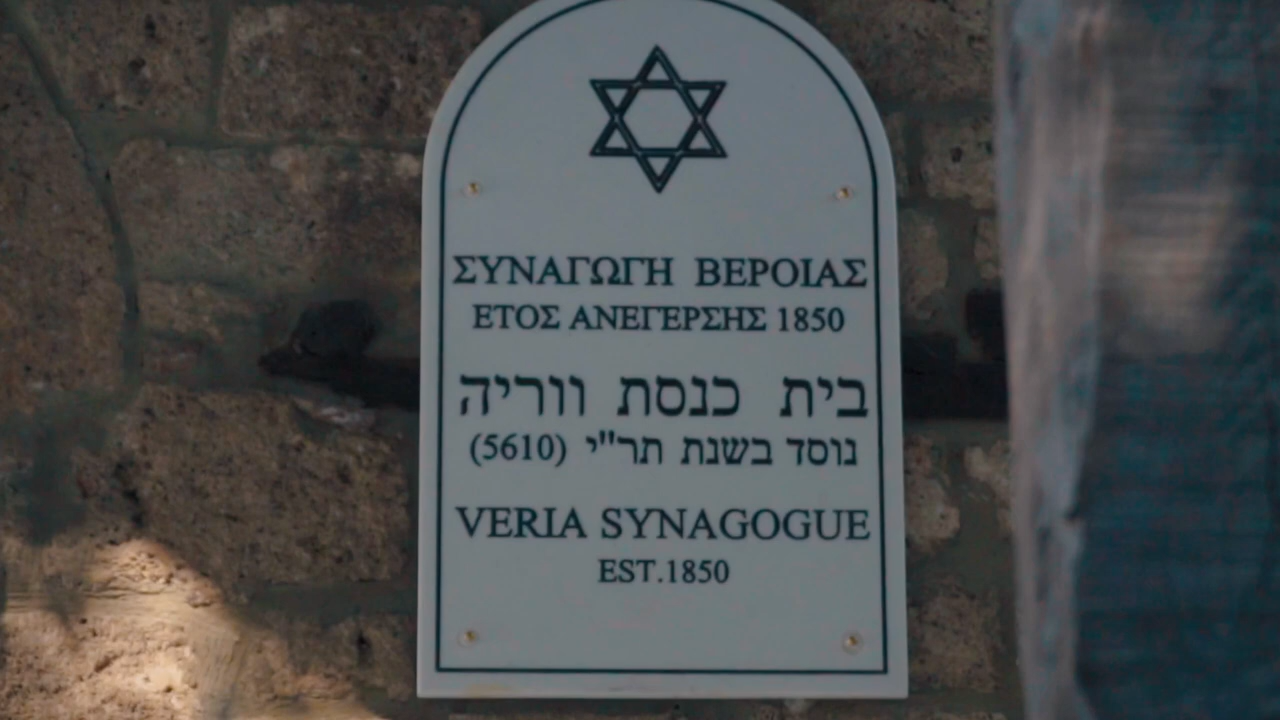 ΣΥΝΑΓΩΓΗ ΒΕΡΟΙΑΣ
ΕΤΟΣ ΑΝΕΓΕΡΣΗΣ 1850
בית כנסת ווריה
נוסד בשנת תר"י (5610)
VERIA SYNAGOGUE
EST.1850